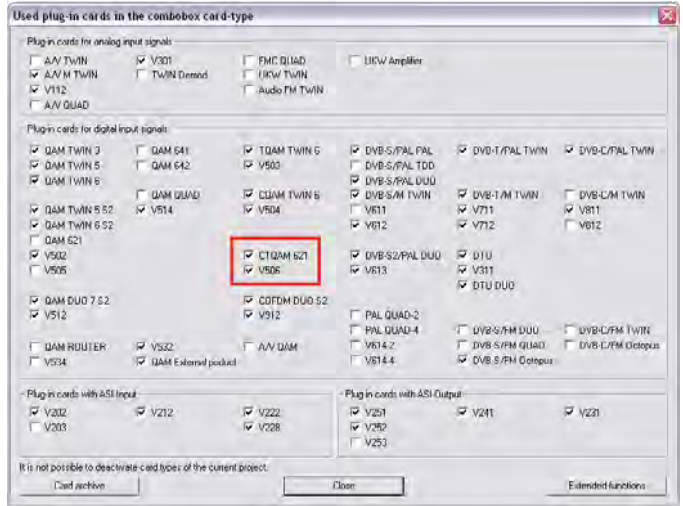 Used plug-in cards in the combobox card-type
Plug-in cards for analog input signals
A/V TWIN V301 FMC QUAD UKW Amplifier
A/V M TWIN TWIN Demod. UKW TWIN
V112 Audio FM TWIN
A/V QUAD
Plug-in cards for digital input signals
QAM TWIN 3 QAM 641 TQAM TWIN 6 DVB-S/PAL PAL DVB-T/PAL TWIN DVB-C/PAL TWIN
QAM TWIN 5 QAM 642 V503 DVB-S/PAL TDD
QAM TWIN 6 DVB-S/PAL DUO
QAM QUAD CQAM TWIN 6 DVB-S/M TWIN DVB-T/M TWIN DVB-C/M TWIN
QAM TWIN 5 S2 V514 V504 V611 V711 V811
QAM TWIN 6 S2 V612 V712 V812
QAM 621
V502 CTQAM 621 DVB-S2/PAL DUO DTU
V505 V506 V613 V311
DTU DUO
QAM DUO 7 S2 COFDM DUO S2
V512 V912 PAL QUAD-2
PAL QUAD-4 DVB-S/FM DUO DVB-C/FM TWIN
QAM ROUTER V532 A/V QAM V614-2 DVB-S/FM QUAD DVB-C/FM Octopus
V534 QAM External poduct V614-4 DVB-S/FM Octopus
Plug-in cards with ASI Input
V202 V212 V222
V203 V228
Plug-in cards with ASI-Output
V251 V241 V231
V252
V253
It is not possible to deactivate card types of the current project.
Card archive Close Extended functions